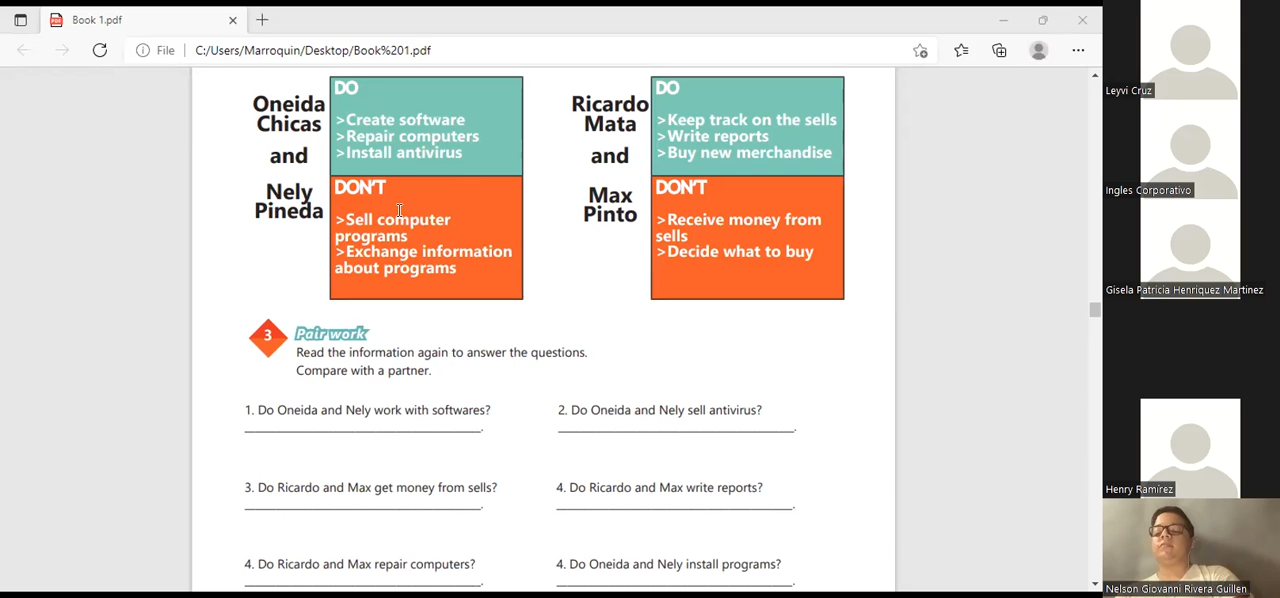 Book 1.pdf
File
C:/Users/Marroquin/Desktop/Book%201.pdf
Oneida
Chicas
and
Nely
Pineda
DO
>Create software
>Repair computers
>Install antivirus
DON'T
>Sell computer
programs
>Exchange information
about programs
Ricardo
Mata
and
Max
Pinto
DO
>Keep track on the sells
>Write reports
>Buy new merchandise
DON'T
>Receive money from
sells
>Decide what to buy
3
Pair work
Read the information again to answer the questions.
Compare with a partner.
1. Do Oneida and Nely work with softwares?
2. Do Oneida and Nely sell antivirus?
3. Do Ricardo and Max get money from sells?
4. Do Ricardo and Max write reports?
4. Do Ricardo and Max repair computers?
4. Do Oneida and Nely install programs?
Leyvi Cruz
Ingles Corporativo
Gisela Patricia Henriquez Martinez
Henry Ramírez
Nelson Giovanni Rivera Guillen